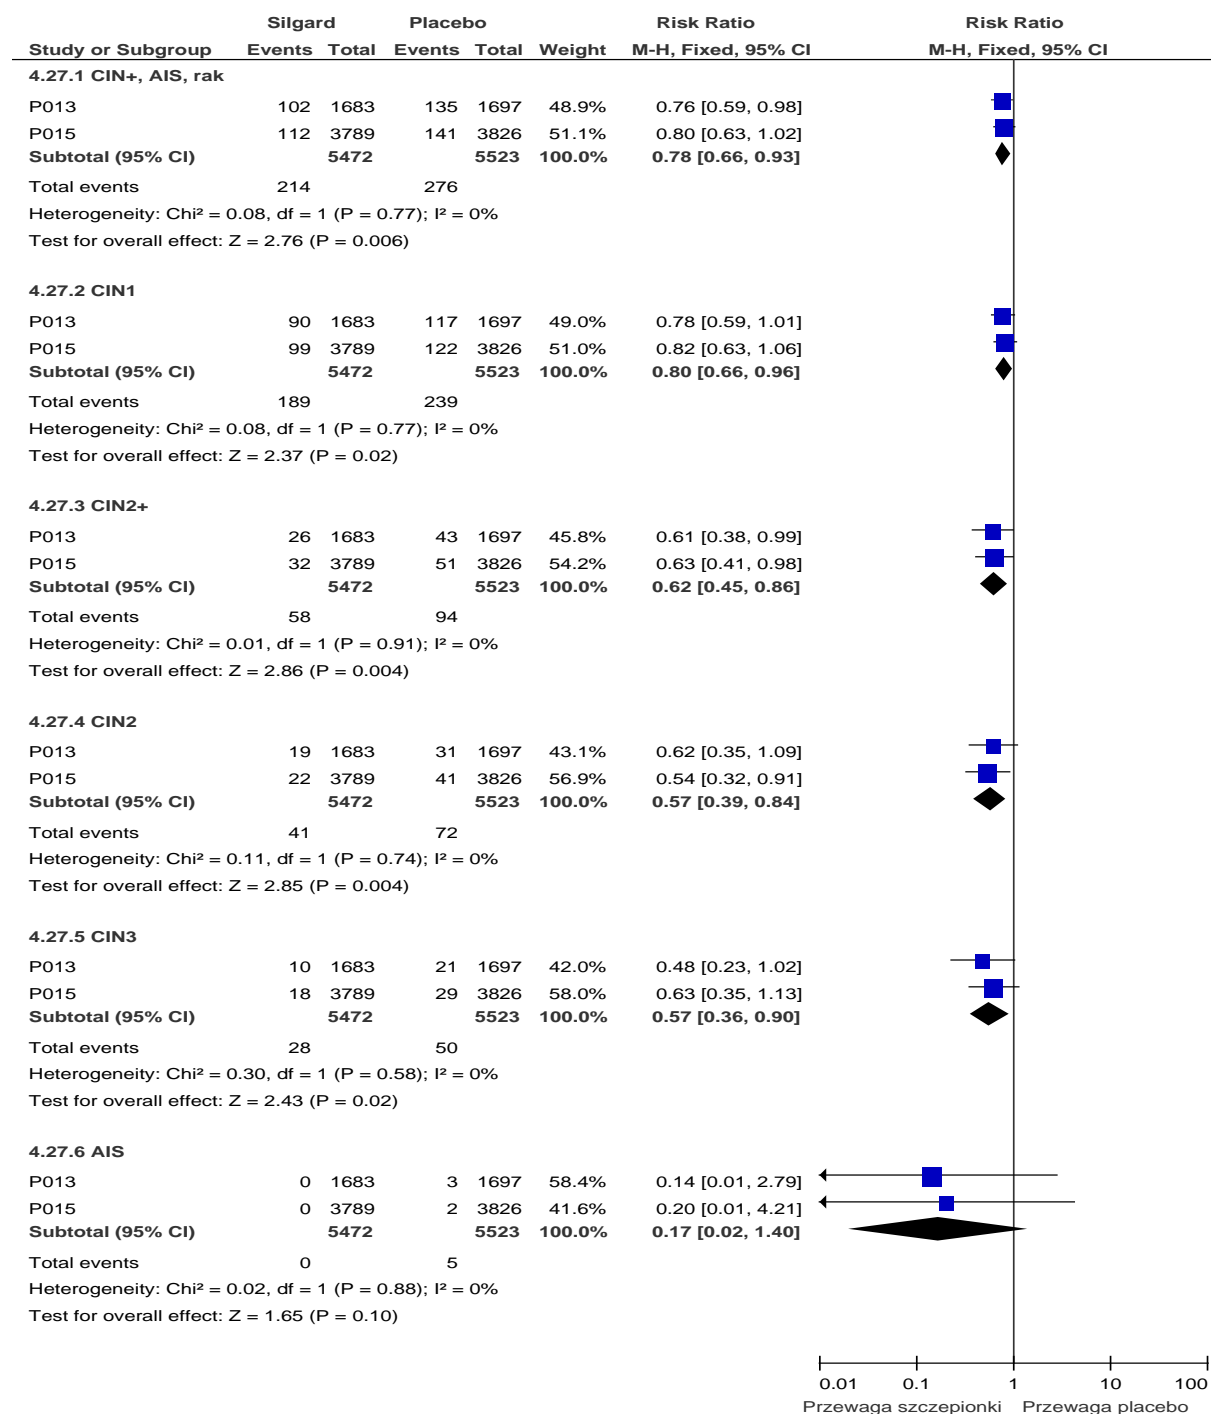 Silgard Placebo Risk Ratio Risk Ratio
Study or Subgroup Events Total Events Total Weight M-H, Fixed, 95% CI M-H, Fixed, 95% CI
4.27.1 CIN+, AIS, rak
P013 102 1683 135 1697 48.9% 0.76 [0.59, 0.98]
P015 112 3789 141 3826 51.1% 0.80 [0.63, 1.02]
Subtotal (95% CI) 5472 5523 100.0% 0.78 [0.66, 0.93]
Total events 214 276
Heterogeneity: Chi² = 0.08, df = 1 (P = 0.77); I² = 0%
Test for overall effect: Z = 2.76 (P = 0.006)
4.27.2 CIN1
P013 90 1683 117 1697 49.0% 0.78 [0.59, 1.01]
P015 99 3789 122 3826 51.0% 0.82 [0.63, 1.06]
Subtotal (95% CI) 5472 5523 100.0% 0.80 [0.66, 0.96]
Total events 189 239
Heterogeneity: Chi² = 0.08, df = 1 (P = 0.77); I² = 0%
Test for overall effect: Z = 2.37 (P = 0.02)
4.27.3 CIN2+
P013 26 1683 43 1697 45.8% 0.61 [0.38, 0.99]
P015 32 3789 51 3826 54.2% 0.63 [0.41, 0.98]
Subtotal (95% CI) 5472 5523 100.0% 0.62 [0.45, 0.86]
Total events 58 94
Heterogeneity: Chi² = 0.01, df = 1 (P = 0.91); I² = 0%
Test for overall effect: Z = 2.86 (P = 0.004)
4.27.4 CIN2
P013 19 1683 31 1697 43.1% 0.62 [0.35, 1.09]
P015 22 3789 41 3826 56.9% 0.54 [0.32, 0.91]
Subtotal (95% CI) 5472 5523 100.0% 0.57 [0.39, 0.84]
Total events 41 72
Heterogeneity: Chi² = 0.11, df = 1 (P = 0.74); I² = 0%
Test for overall effect: Z = 2.85 (P = 0.004)
4.27.5 CIN3
P013 10 1683 21 1697 42.0% 0.48 [0.23, 1.02]
P015 18 3789 29 3826 58.0% 0.63 [0.35, 1.13]
Subtotal (95% CI) 5472 5523 100.0% 0.57 [0.36, 0.90]
Total events 28 50
Heterogeneity: Chi² = 0.30, df = 1 (P = 0.58); I² = 0%
Test for overall effect: Z = 2.43 (P = 0.02)
4.27.6 AIS
P013 0 1683 3 1697 58.4% 0.14 [0.01, 2.79]
P015 0 3789 2 3826 41.6% 0.20 [0.01, 4.21]
Subtotal (95% CI) 5472 5523 100.0% 0.17 [0.02, 1.40]
Total events 0 5
Heterogeneity: Chi² = 0.02, df = 1 (P = 0.88); I² = 0%
Test for overall effect: Z = 1.65 (P = 0.10)
0.01 0.1 1 10 100
Przewaga szczepionki Przewaga placebo